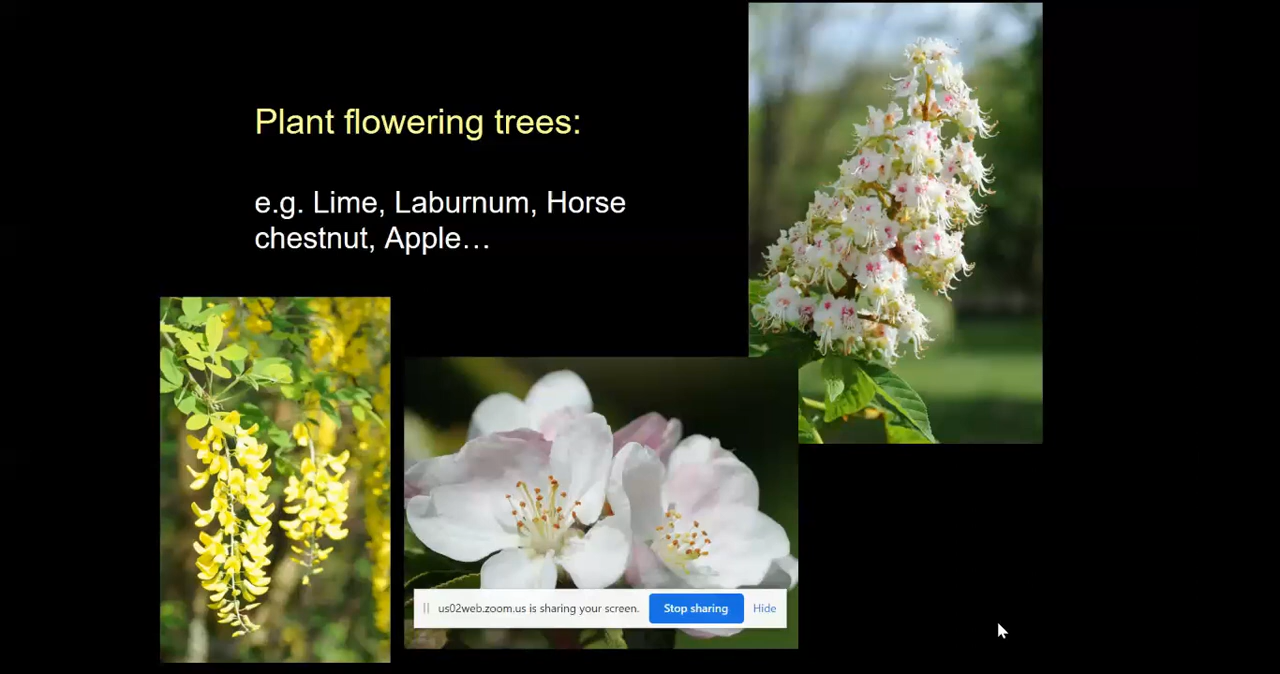 Plant flowering trees:
e.g. Lime, Laburnum, Horse
chestnut, Apple…
us02web.zoom.us is sharing your screen. Stop sharing Hide